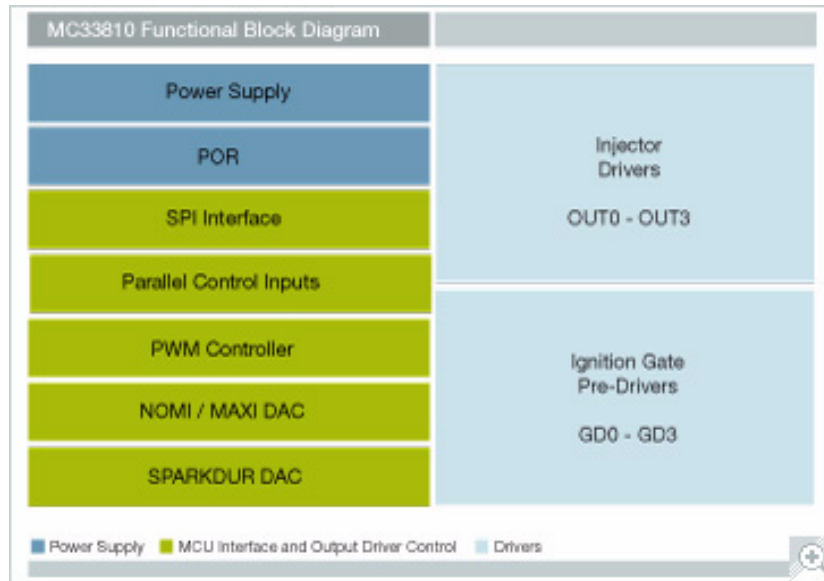 MC33810 Functional Block Diagram
Power Supply
POR
SPI Interface
Parallel Control Inputs
PWM Controller
NOMI / MAXI DAC
SPARKDUR DAC
Injector
Drivers
OUT0 - OUT3
Ignition Gate
Pre-Drivers
GD0 - GD3
Power Supply MCU Interface and Output Driver Control Drivers